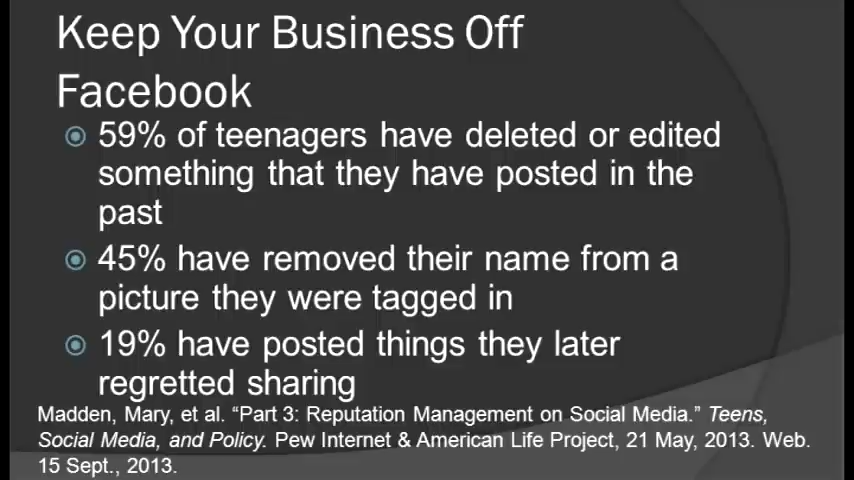 Keep Your Business Off
Facebook
59% of teenagers have deleted or edited
something that they have posted in the
past
45% have removed their name from a
picture they were tagged in
19% have posted things they later
regretted sharing
Madden, Mary, et al. “Part 3: Reputation Management on Social Media.” Teens,
Social Media, and Policy. Pew Internet & American Life Project, 21 May, 2013. Web.
15 Sept., 2013.